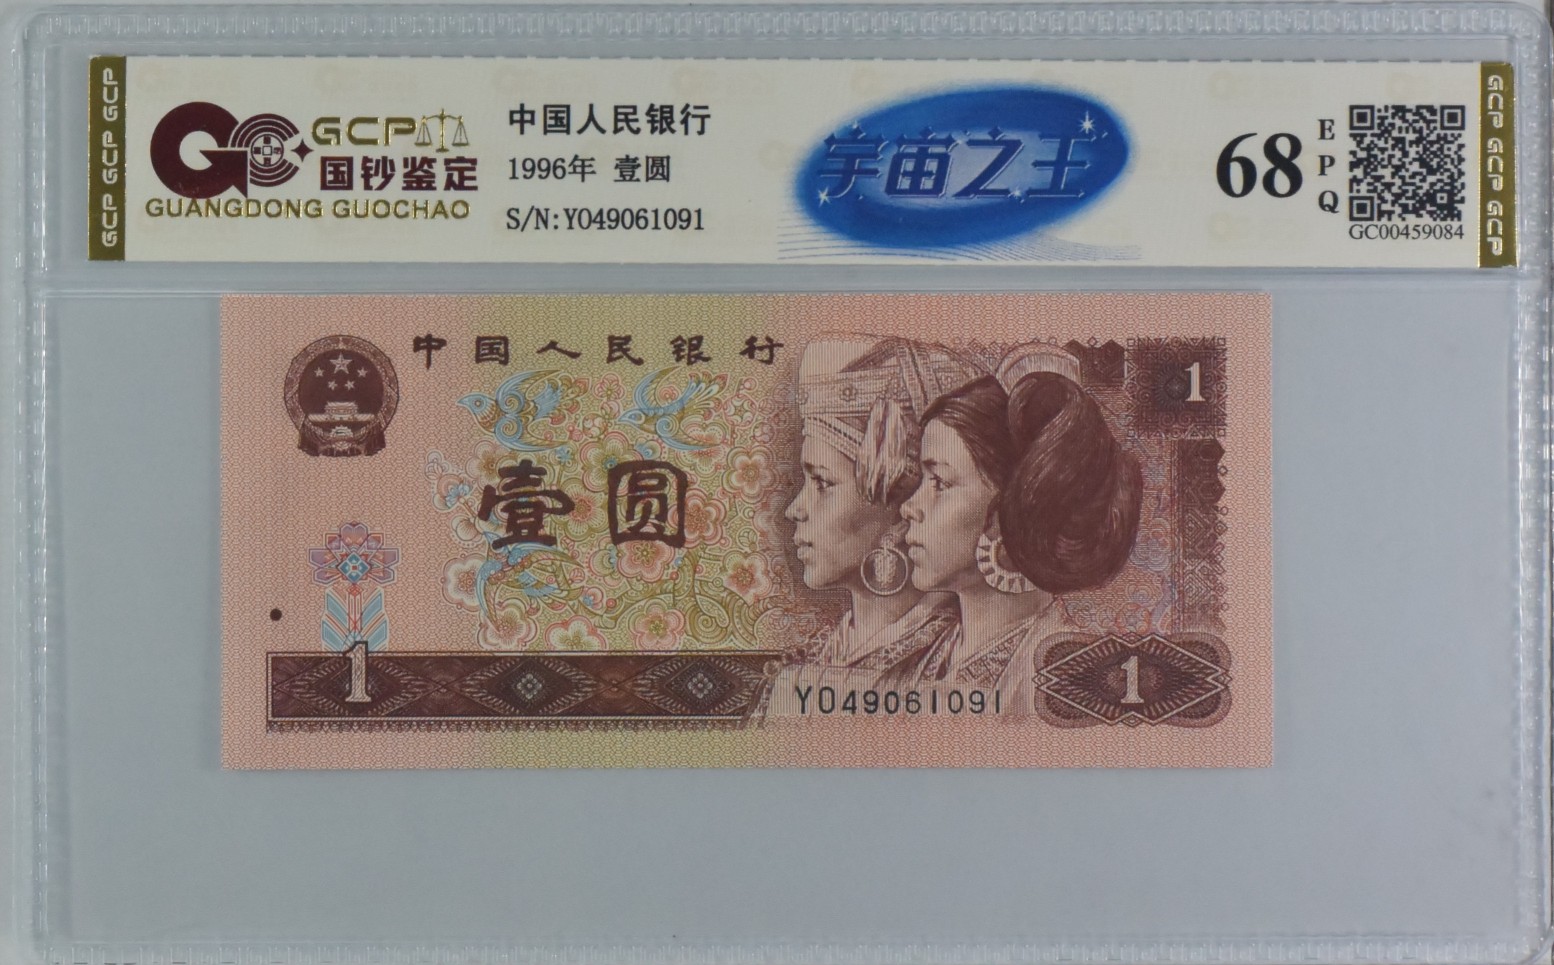 GCP GCP GCP
GCP
国钞鉴定
GUANGDONG GUOCHAO
中国人民银行
1996年 壹圆
S/N:Y049061091
宇宙之王
68
EPQ
GC00459084
GCP GCP GCP
中国人民银行
1
壹圆
1
1
YO49061091